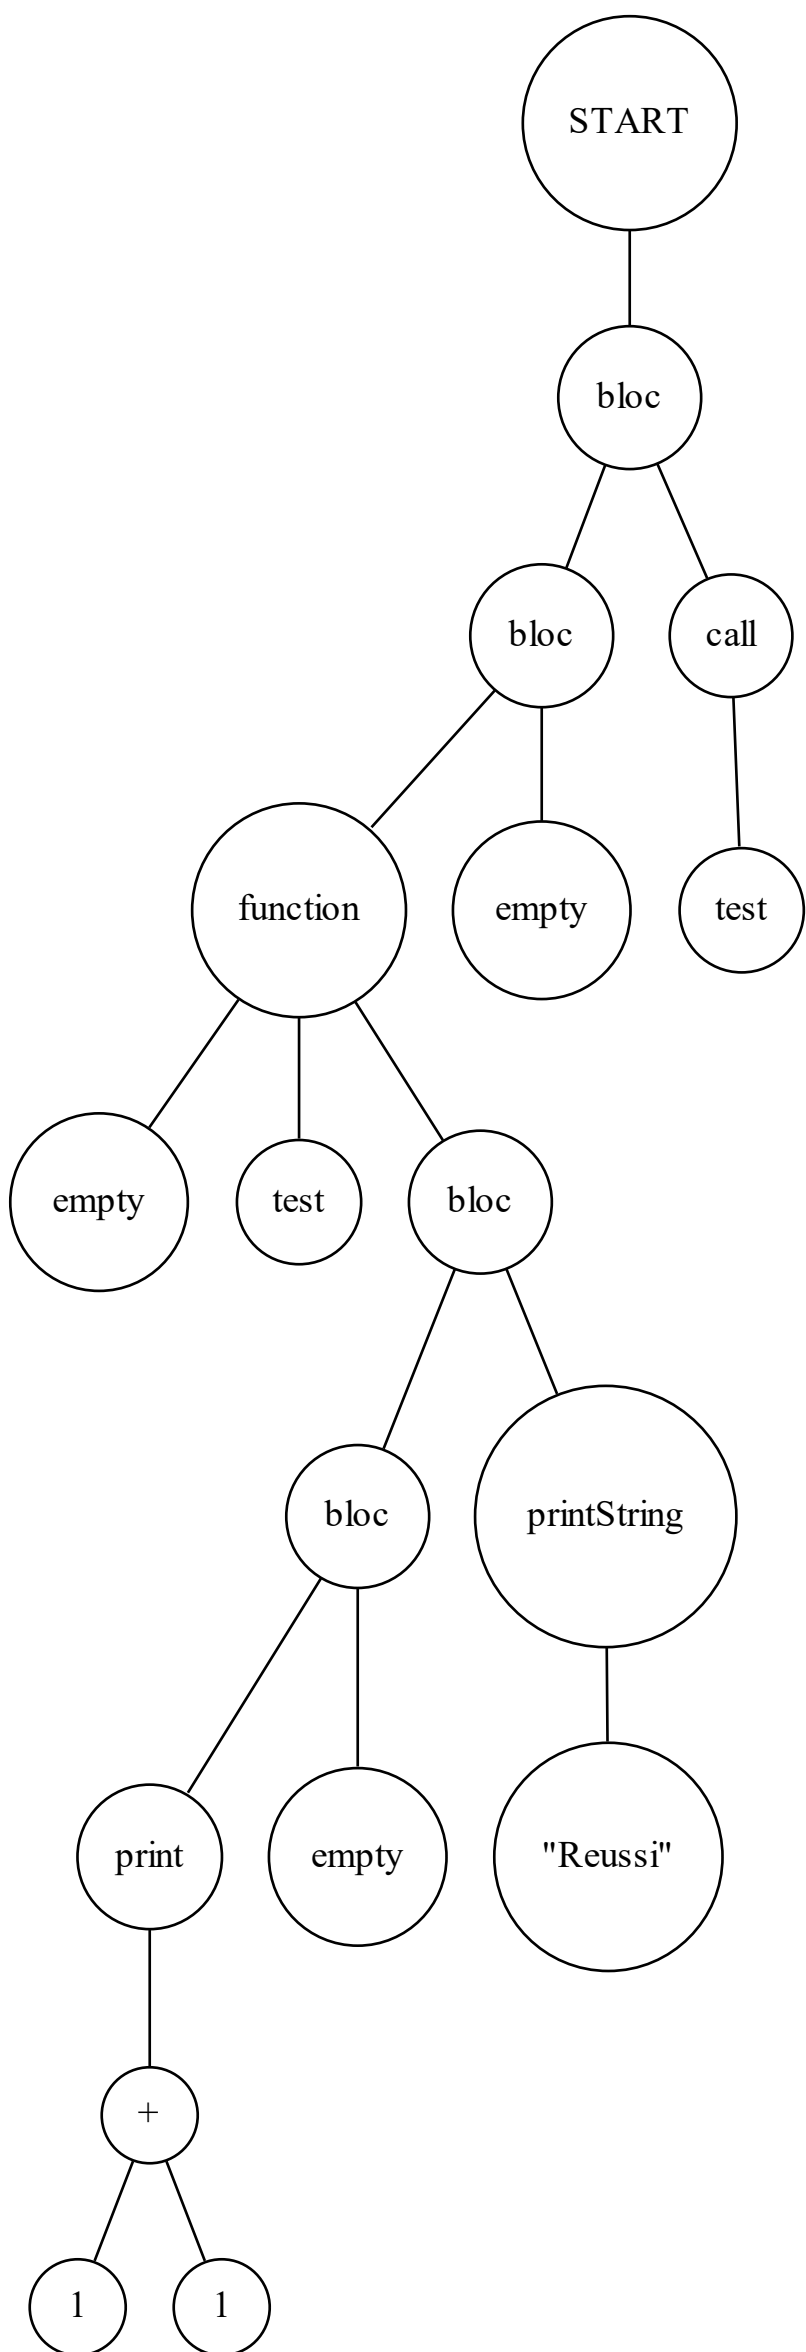 START
bloc
bloc
call
function
empty
test
empty
test
bloc
bloc
printString
print
empty
"Reussi"
+
1
1